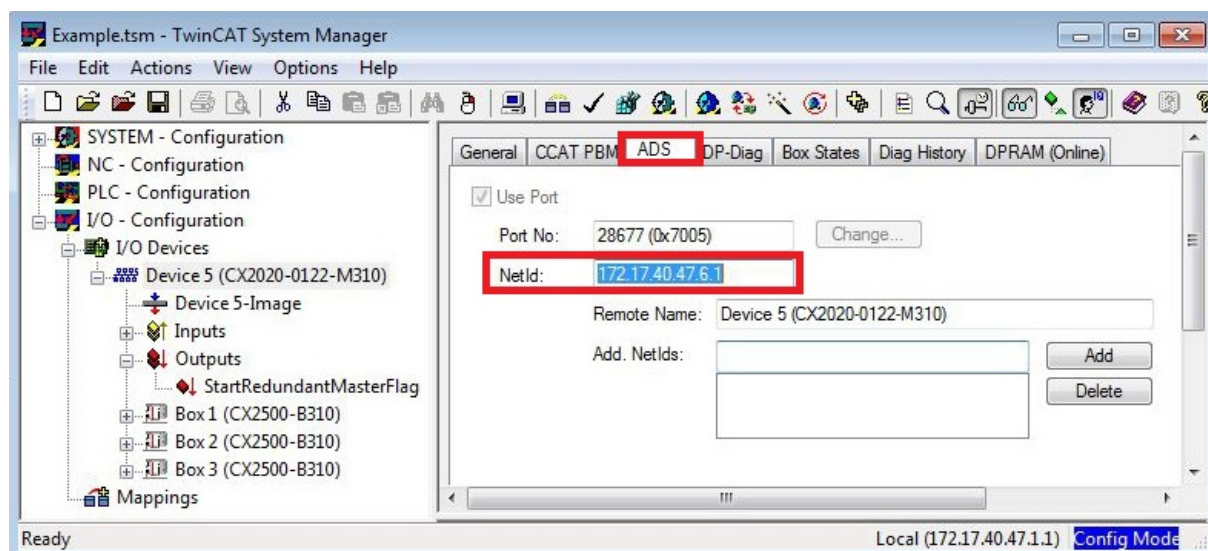 Example.tsm - TwinCAT System Manager
File Edit Actions View Options Help
SYSTEM - Configuration
NC - Configuration
PLC - Configuration
I/O - Configuration
I/O Devices
Device 5 (CX2020-0122-M310)
Device 5-Image
Inputs
Outputs
StartRedundantMasterFlag
Box 1 (CX2500-B310)
Box 2 (CX2500-B310)
Box 3 (CX2500-B310)
Mappings
General CCAT PBM ADS DP-Diag Box States Diag History DPRAM (Online)
Use Port
Port No: 28677 (0x7005) Change...
NetId: 172.17.40.47.6.1
Remote Name: Device 5 (CX2020-0122-M310)
Add. NetIds: Add
Delete
Ready Local (172.17.40.47.1.1) Config Mode